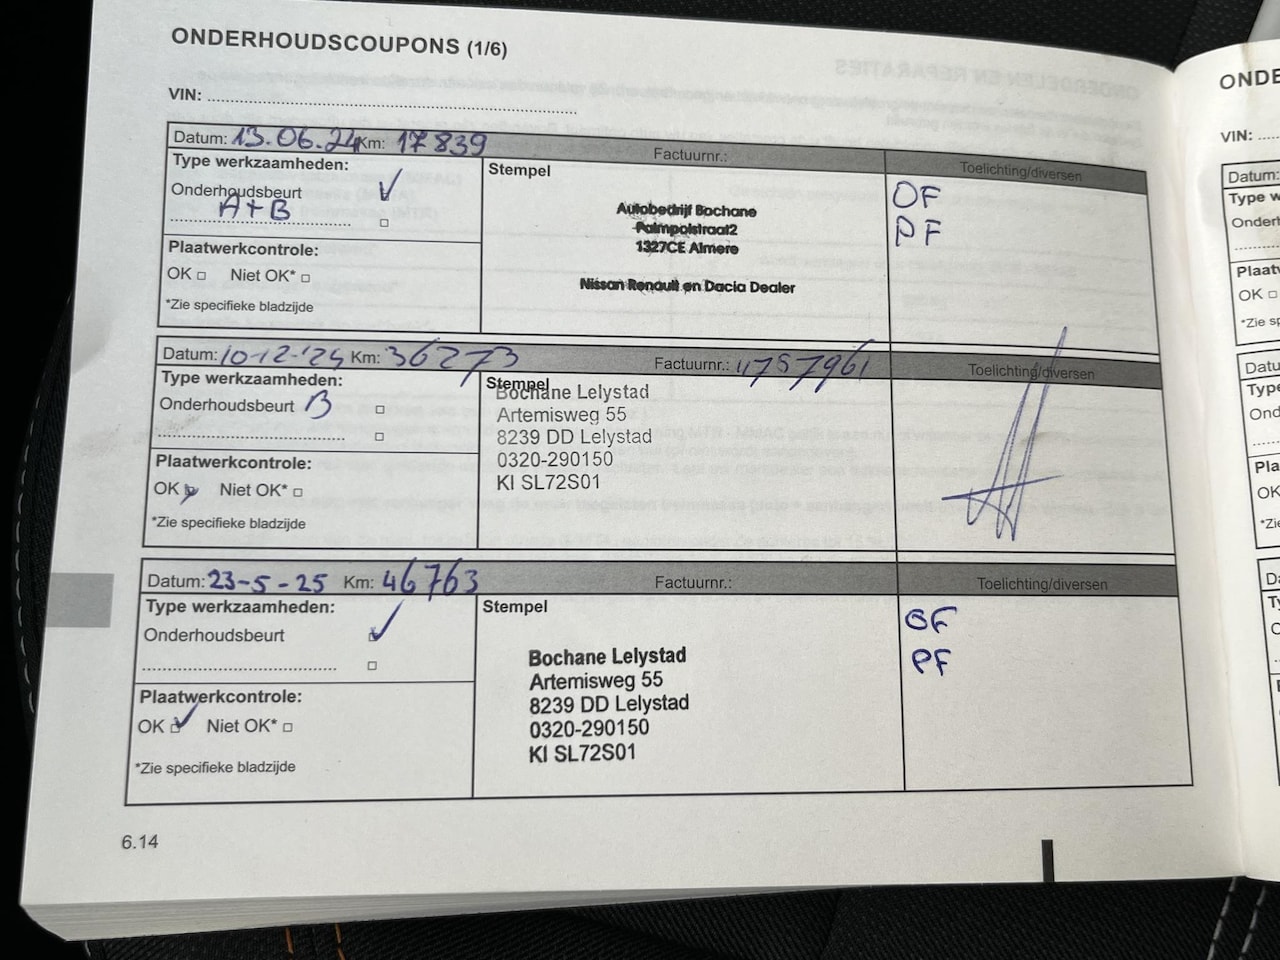 ONDERHOUDSCOUPONS (1/6)
VIN:
Datum: 13.06.24 Km: 17839 Factuurnr.: Toelichting/diversen
Type werkzaamheden:
Onderhoudsbeurt
A+B
Plaatwerkcontrole:
OK Niet OK*
*Zie specifieke bladzijde
Stempel
Autobedrijf Bochane
Palmpolstraat2
1327CE Almere
Nissan Renault en Dacia Dealer
OF
PF
Datum: 10-12-'24 Km: 36273 Factuurnr.: 11757961 Toelichting/diversen
Type werkzaamheden:
Onderhoudsbeurt B
Plaatwerkcontrole:
OK Niet OK*
*Zie specifieke bladzijde
Stempel
Bochane Lelystad
Artemisweg 55
8239 DD Lelystad
0320-290150
KI SL72S01
Datum: 23-5-25 Km: 46763 Factuurnr.: Toelichting/diversen
Type werkzaamheden:
Onderhoudsbeurt
Plaatwerkcontrole:
OK Niet OK*
*Zie specifieke bladzijde
Stempel
Bochane Lelystad
Artemisweg 55
8239 DD Lelystad
0320-290150
KI SL72S01
OF
PF
6.14
VIN:
Datum:
OK